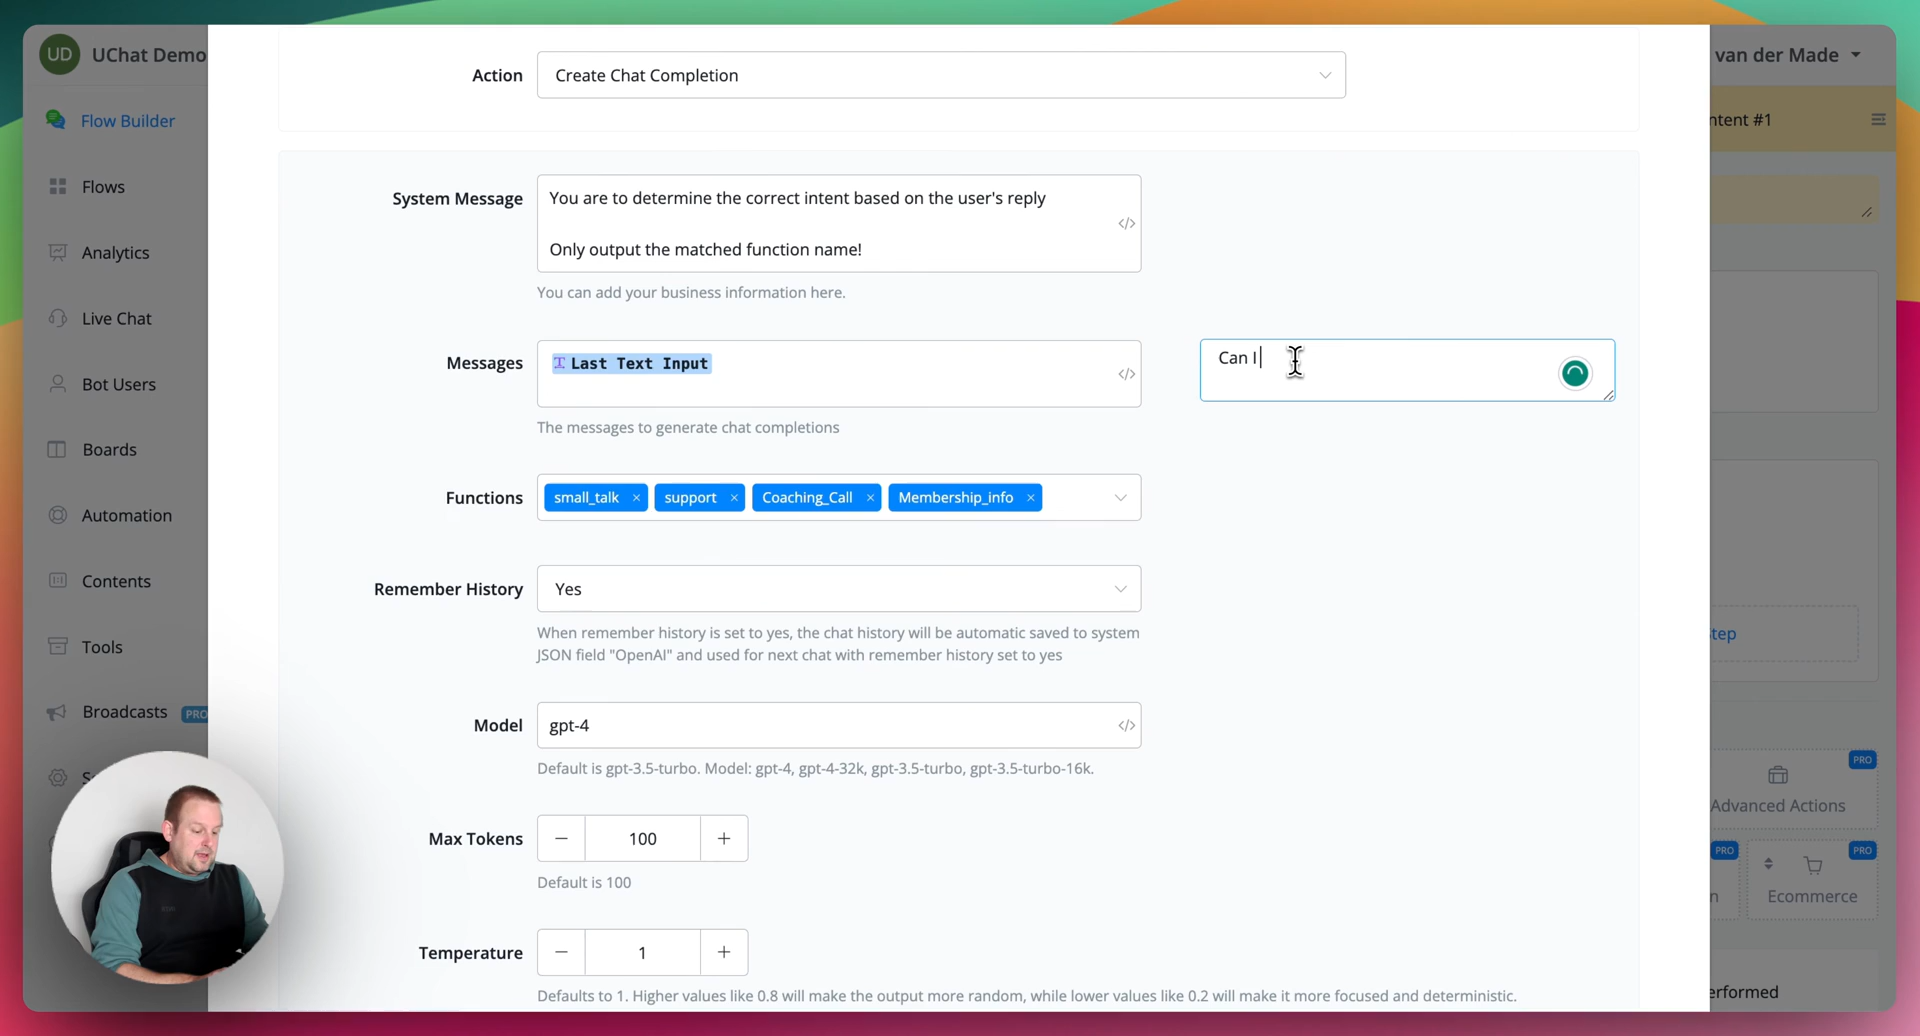 UD
UChat Demo
van der Made
Flow Builder
Flows
Analytics
Live Chat
Bot Users
Boards
Automation
Contents
Tools
Broadcasts
PRO
Action
Create Chat Completion
System Message
You are to determine the correct intent based on the user's reply
Only output the matched function name!
You can add your business information here.
Messages
Last Text Input
The messages to generate chat completions
Can I
Functions
small_talk × support × Coaching_Call × Membership_info ×
Remember History
Yes
When remember history is set to yes, the chat history will be automatic saved to system
JSON field "OpenAI" and used for next chat with remember history set to yes
Model
gpt-4
Default is gpt-3.5-turbo. Model: gpt-4, gpt-4-32k, gpt-3.5-turbo, gpt-3.5-turbo-16k.
Max Tokens
100
Default is 100
Temperature
1
Defaults to 1. Higher values like 0.8 will make the output more random, while lower values like 0.2 will make it more focused and deterministic.
ntent #1
Step
PRO
Advanced Actions
PRO
PRO
n
Ecommerce
erformed